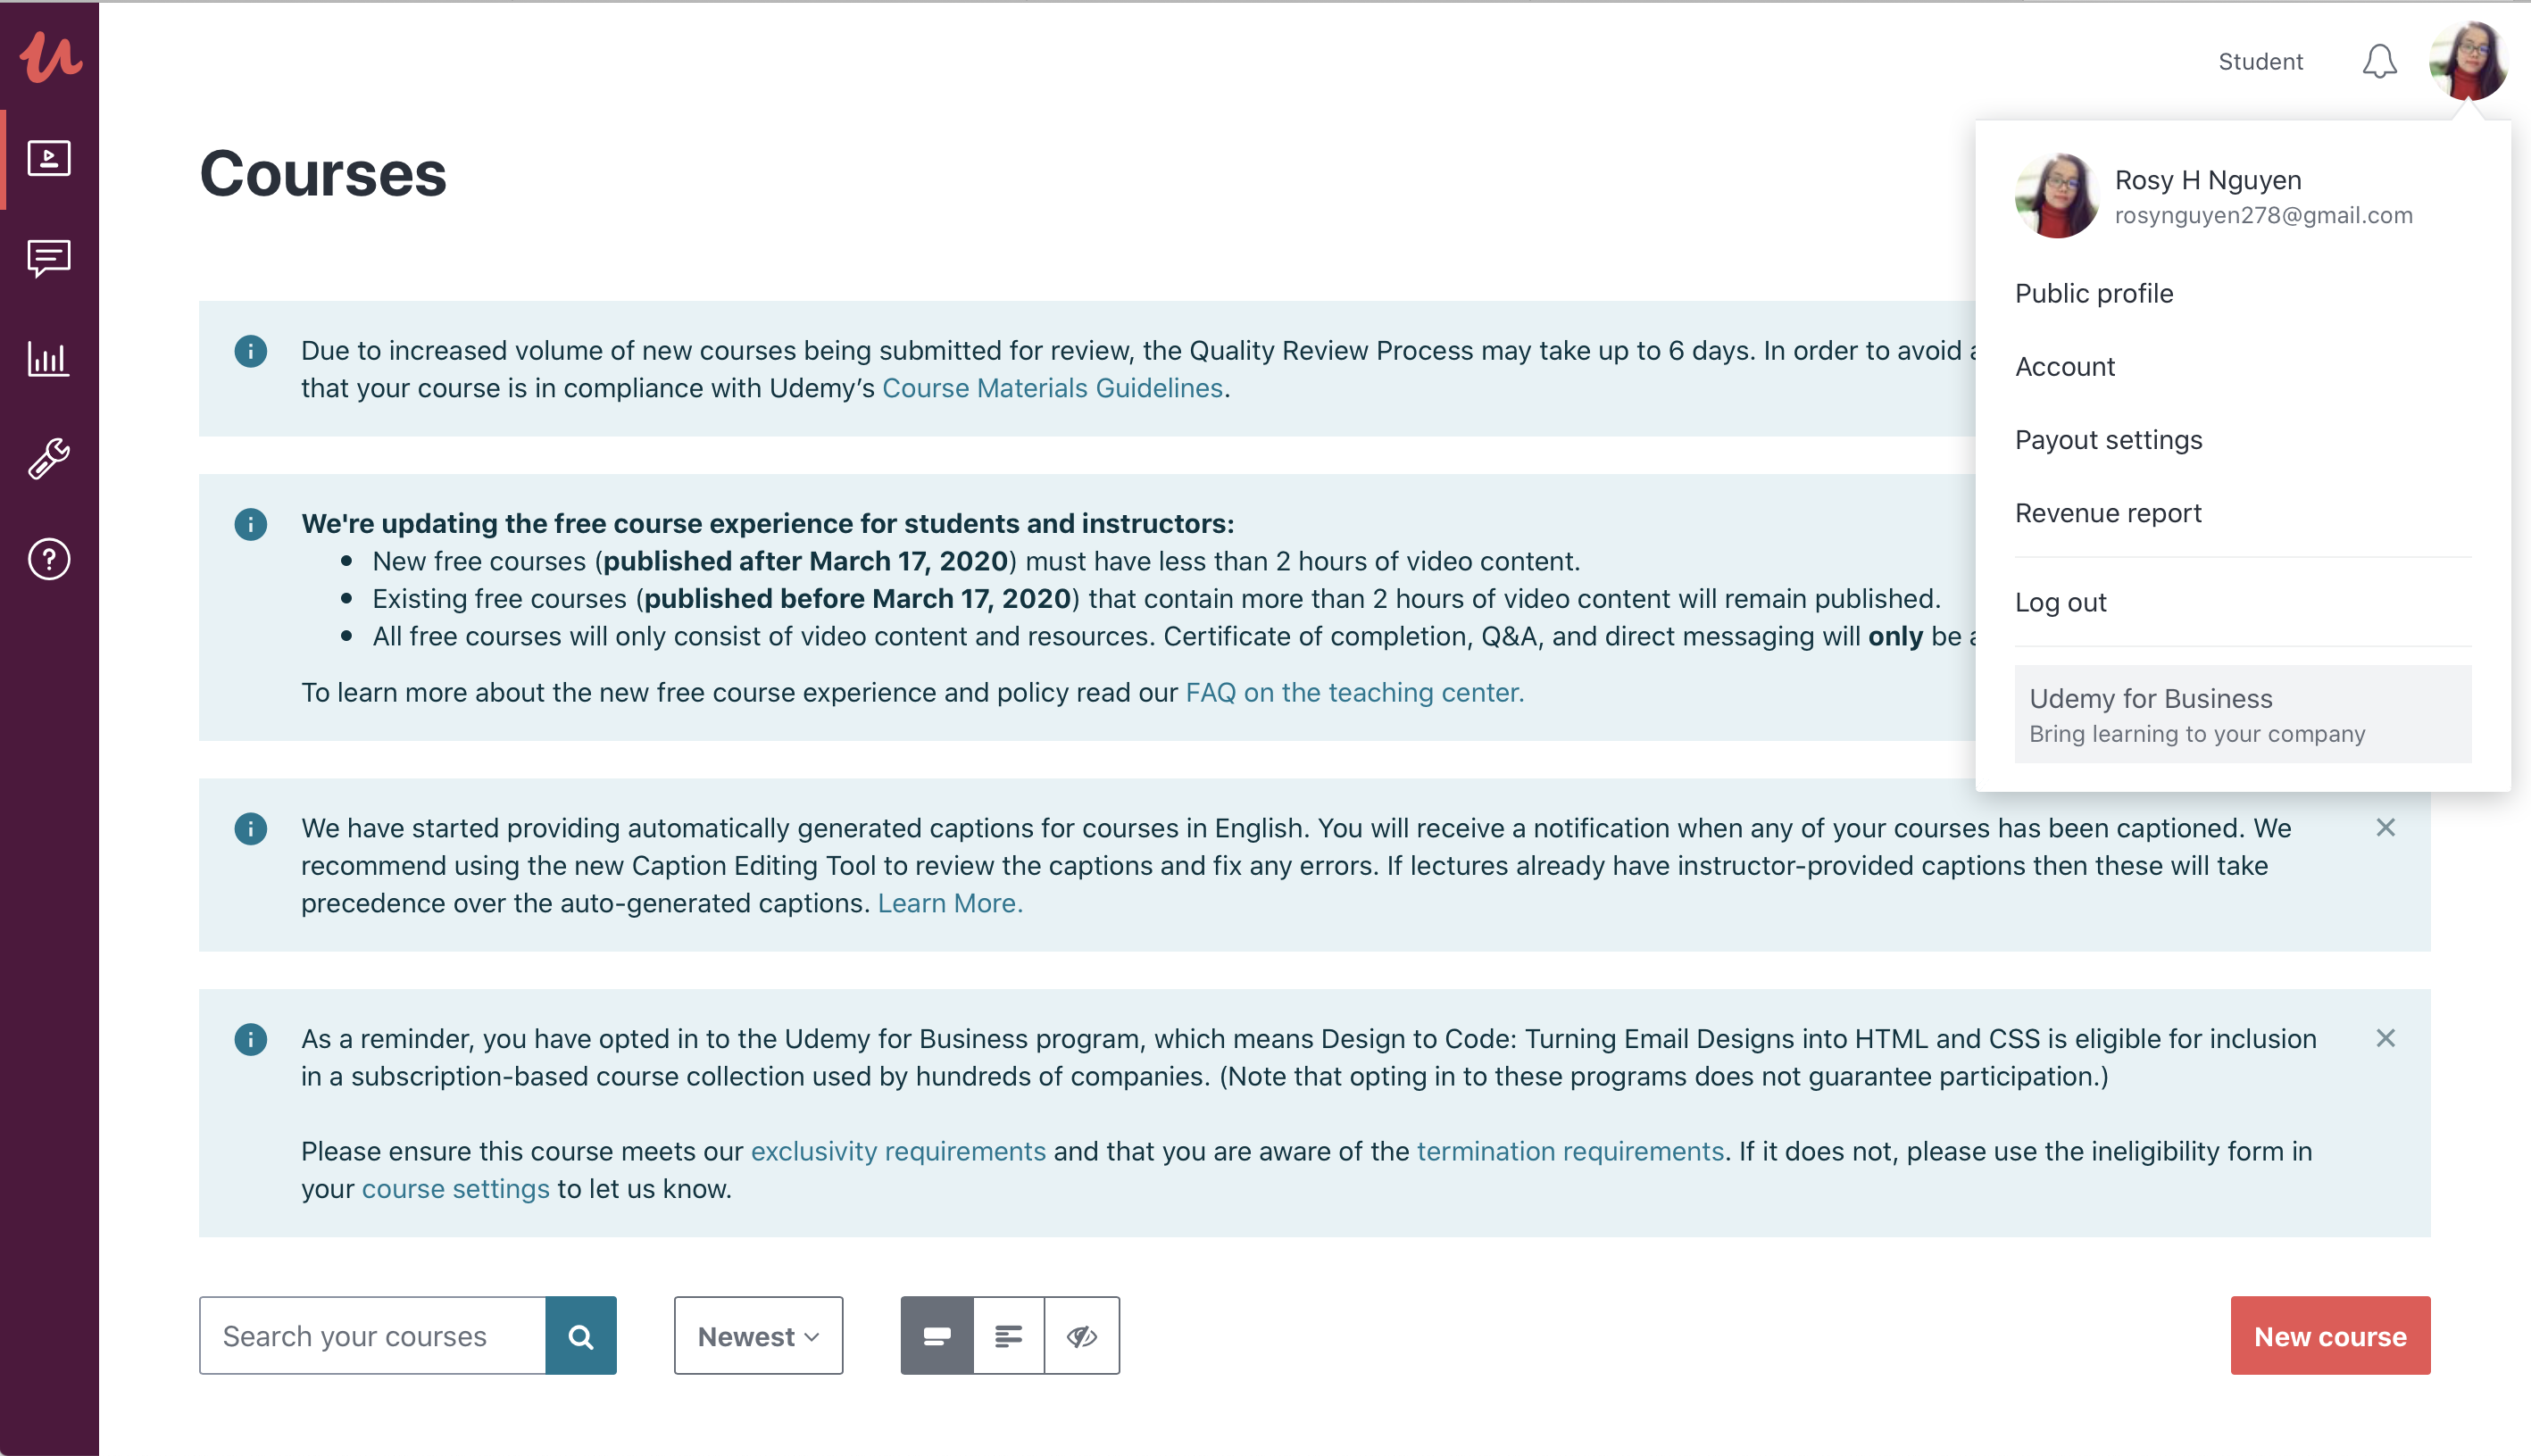 Student
Courses
Rosy H Nguyen
rosynguyen278@gmail.com
Public profile
Account
Payout settings
Revenue report
Log out
Udemy for Business
Bring learning to your company
Due to increased volume of new courses being submitted for review, the Quality Review Process may take up to 6 days. In order to avoid
that your course is in compliance with Udemy’s Course Materials Guidelines.
We're updating the free course experience for students and instructors:
• New free courses (published after March 17, 2020) must have less than 2 hours of video content.
• Existing free courses (published before March 17, 2020) that contain more than 2 hours of video content will remain published.
• All free courses will only consist of video content and resources. Certificate of completion, Q&A, and direct messaging will only be
To learn more about the new free course experience and policy read our FAQ on the teaching center.
We have started providing automatically generated captions for courses in English. You will receive a notification when any of your courses has been captioned. We
recommend using the new Caption Editing Tool to review the captions and fix any errors. If lectures already have instructor-provided captions then these will take
precedence over the auto-generated captions. Learn More.
As a reminder, you have opted in to the Udemy for Business program, which means Design to Code: Turning Email Designs into HTML and CSS is eligible for inclusion
in a subscription-based course collection used by hundreds of companies. (Note that opting in to these programs does not guarantee participation.)
Please ensure this course meets our exclusivity requirements and that you are aware of the termination requirements. If it does not, please use the ineligibility form in
your course settings to let us know.
Search your courses
Newest
New course